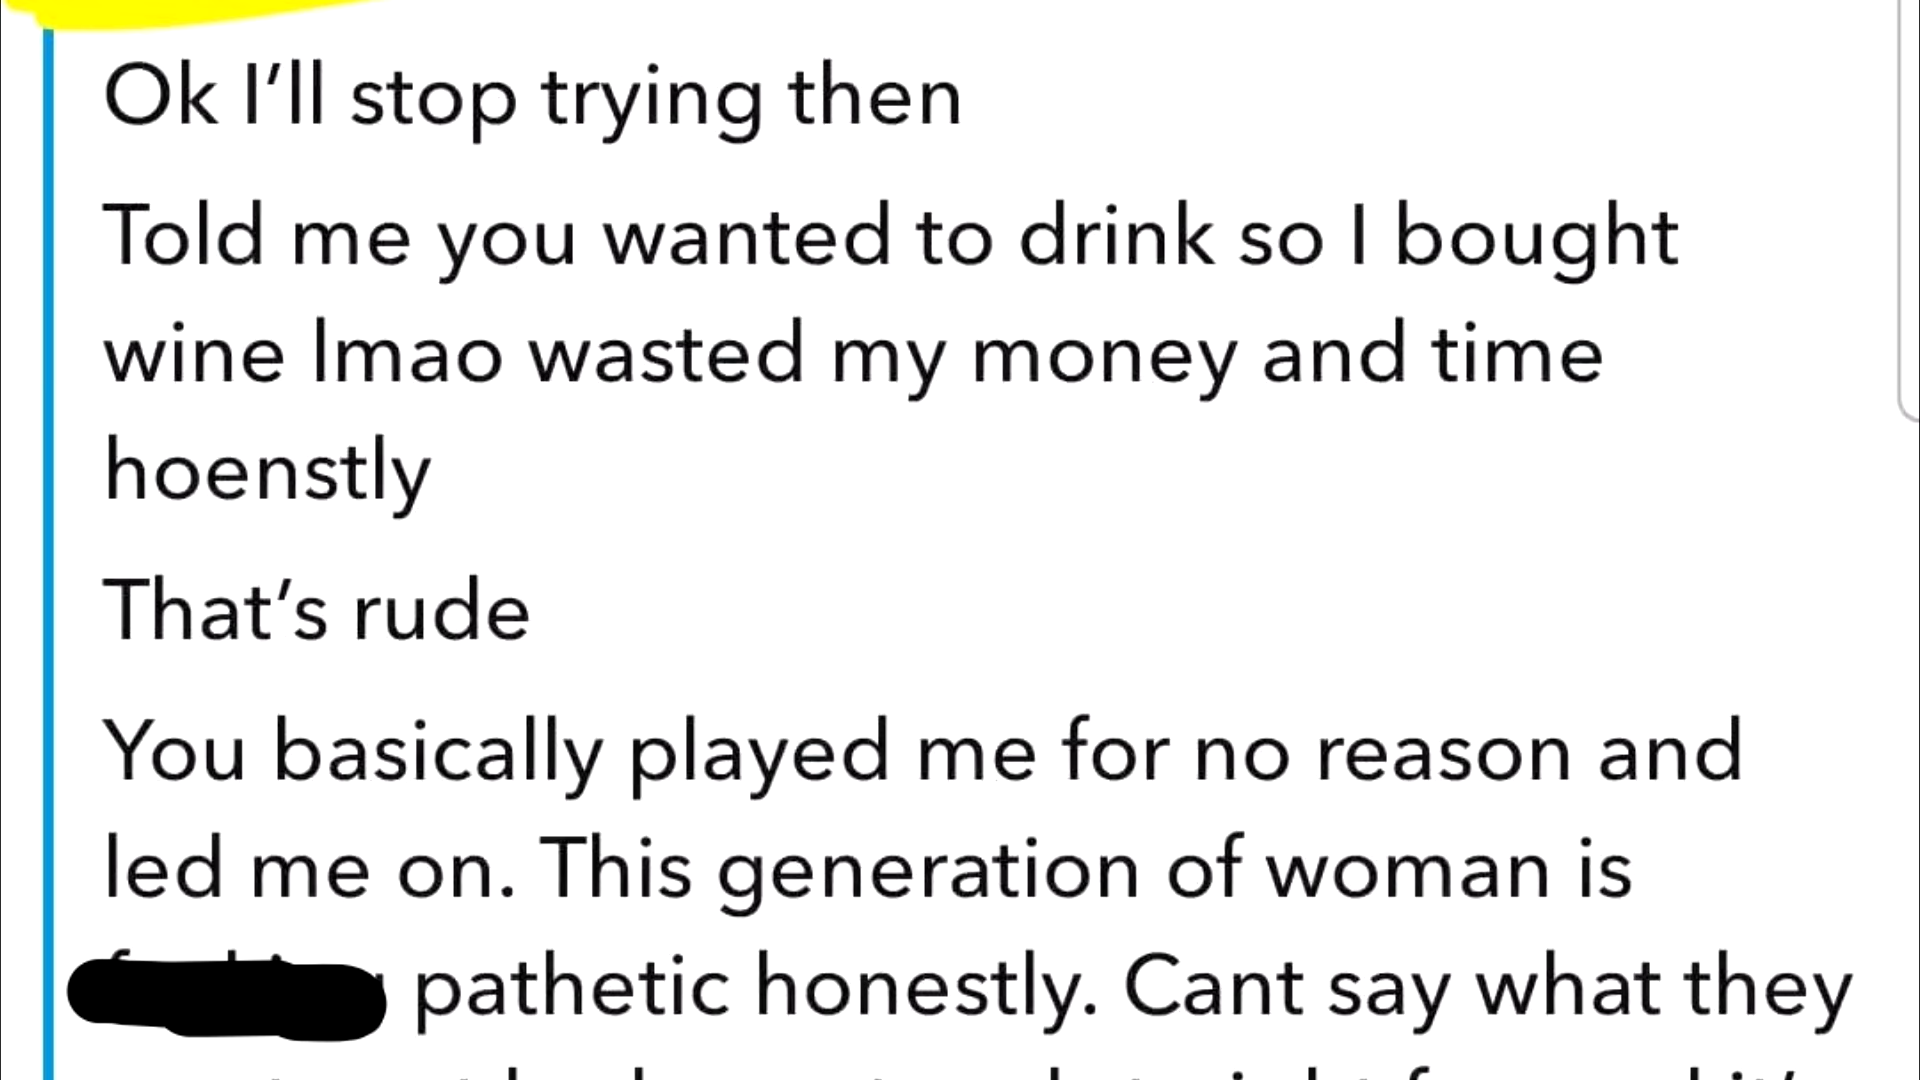 Ok I’ll stop trying then
Told me you wanted to drink so I bought
wine lmao wasted my money and time
hoenstly
That’s rude
You basically played me for no reason and
led me on. This generation of woman is
pathetic honestly. Cant say what they